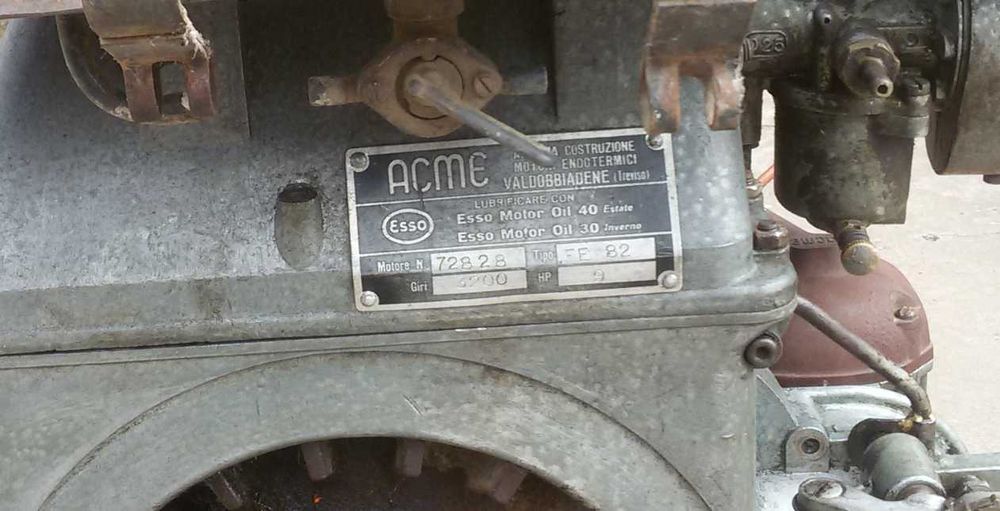 D 25
ACME
COSTRUZIONE
MOTORI ENDOTERMICI
VALDOBBIADENE (Treviso)
LUBRIFICARE CON
Esso
Esso Motor Oil 40 Estate
Esso Motor Oil 30 Inverno
Motore N. 72828 Tipo FE 82
Giri HP 9